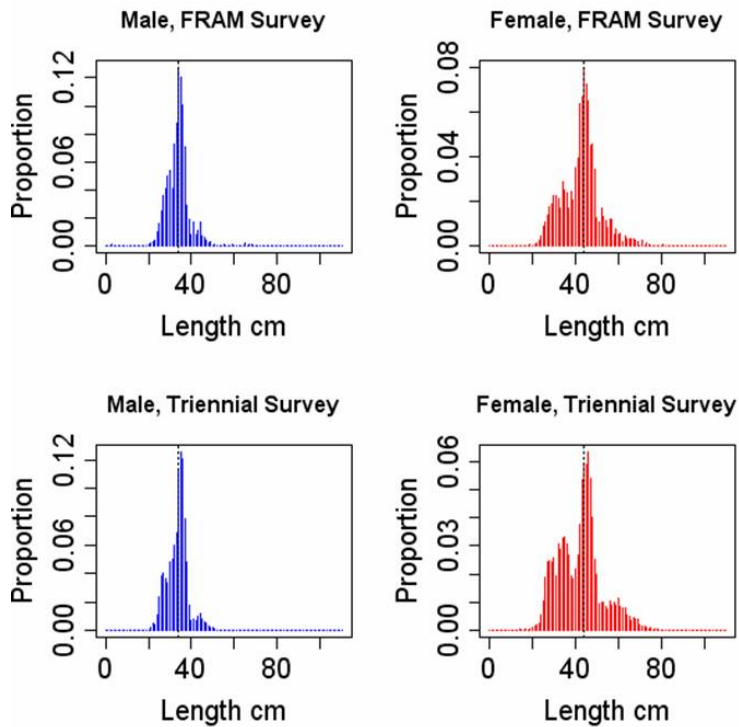 Male, FRAM Survey
Proportion
0.00 0.06 0.12
0 40 80
Length cm
Female, FRAM Survey
Proportion
0.00 0.04 0.08
0 40 80
Length cm
Male, Triennial Survey
Proportion
0.00 0.06 0.12
0 40 80
Length cm
Female, Triennial Survey
Proportion
0.00 0.03 0.06
0 40 80
Length cm